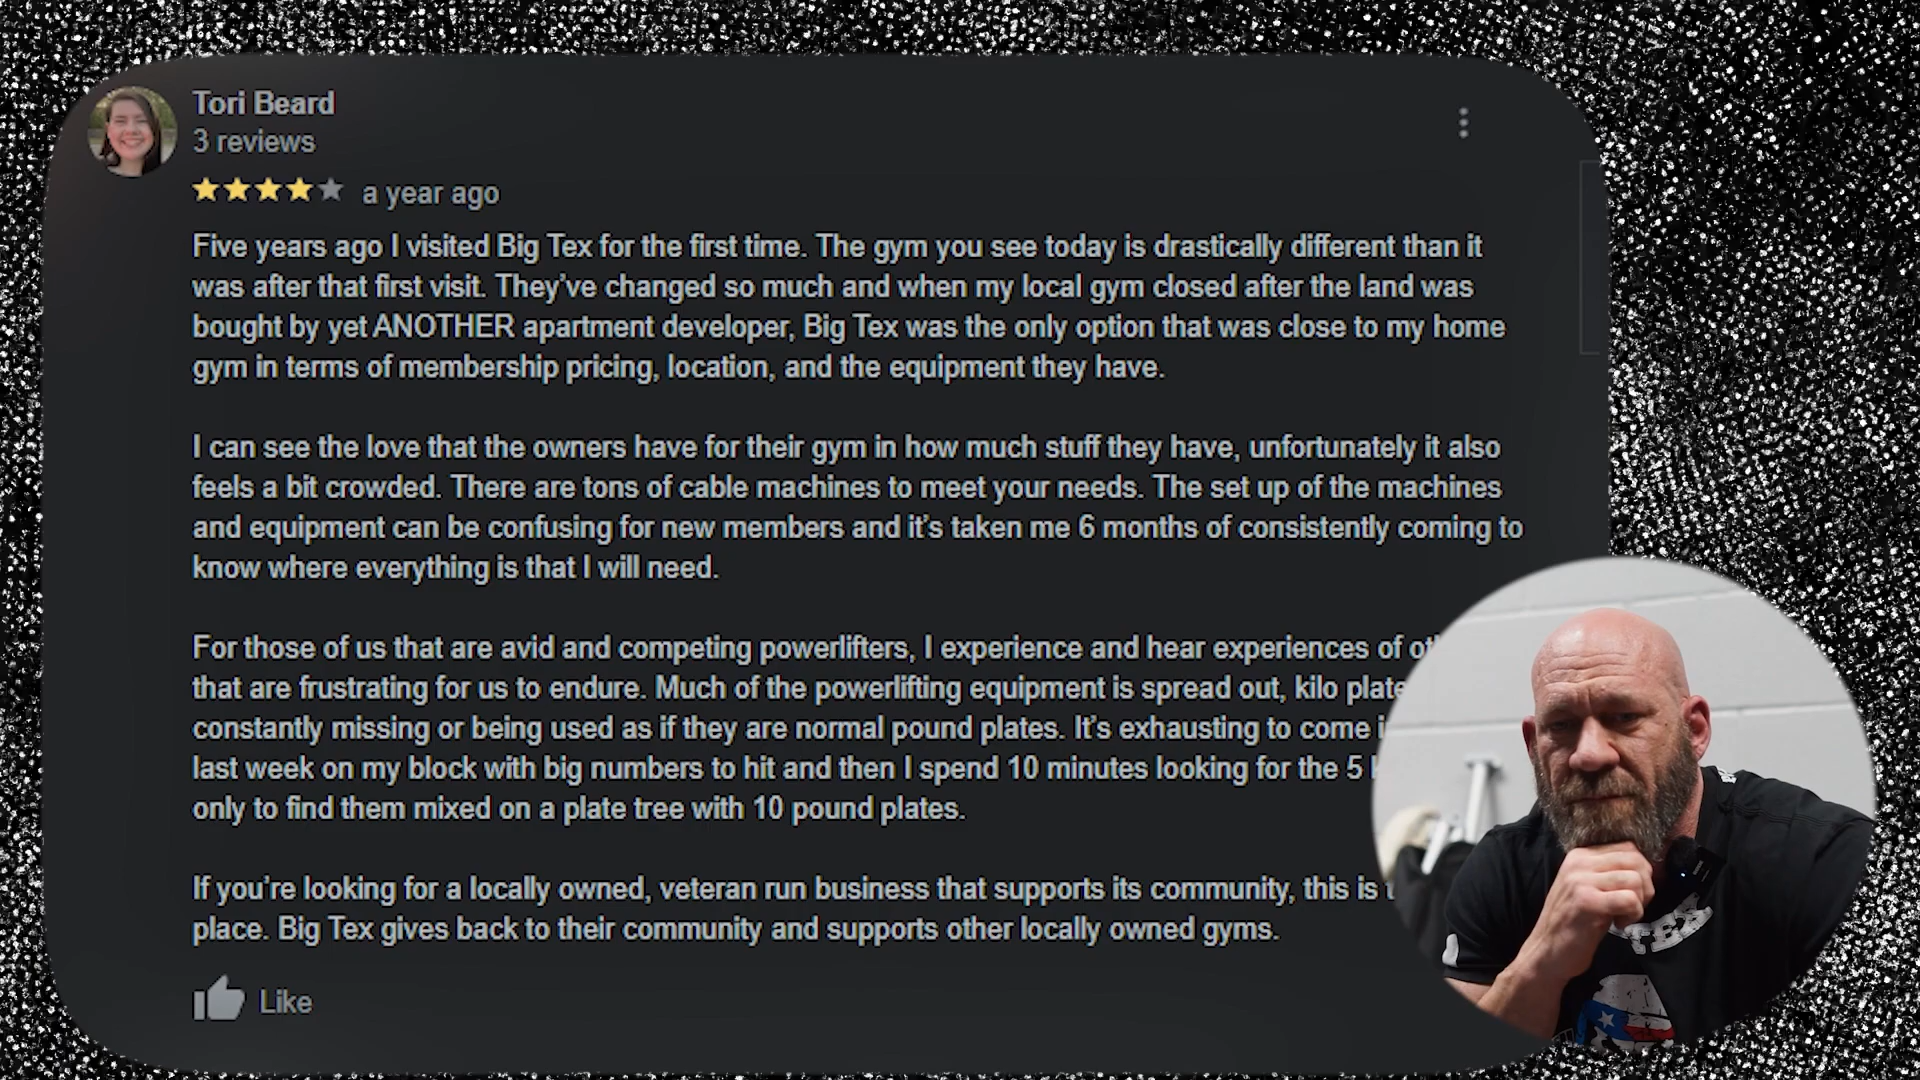 Tori Beard
3 reviews
a year ago
Five years ago I visited Big Tex for the first time. The gym you see today is drastically different than it
was after that first visit. They've changed so much and when my local gym closed after the land was
bought by yet ANOTHER apartment developer, Big Tex was the only option that was close to my home
gym in terms of membership pricing, location, and the equipment they have.
I can see the love that the owners have for their gym in how much stuff they have, unfortunately it also
feels a bit crowded. There are tons of cable machines to meet your needs. The set up of the machines
and equipment can be confusing for new members and it's taken me 6 months of consistently coming to
know where everything is that I will need.
For those of us that are avid and competing powerlifters, I experience and hear experiences of
that are frustrating for us to endure. Much of the powerlifting equipment is spread out, kilo
constantly missing or being used as if they are normal pound plates. It's exhausting to come
last week on my block with big numbers to hit and then I spend 10 minutes looking for the 5
only to find them mixed on a plate tree with 10 pound plates.
If you're looking for a locally owned, veteran run business that supports its community, this is
place. Big Tex gives back to their community and supports other locally owned gyms.
Like